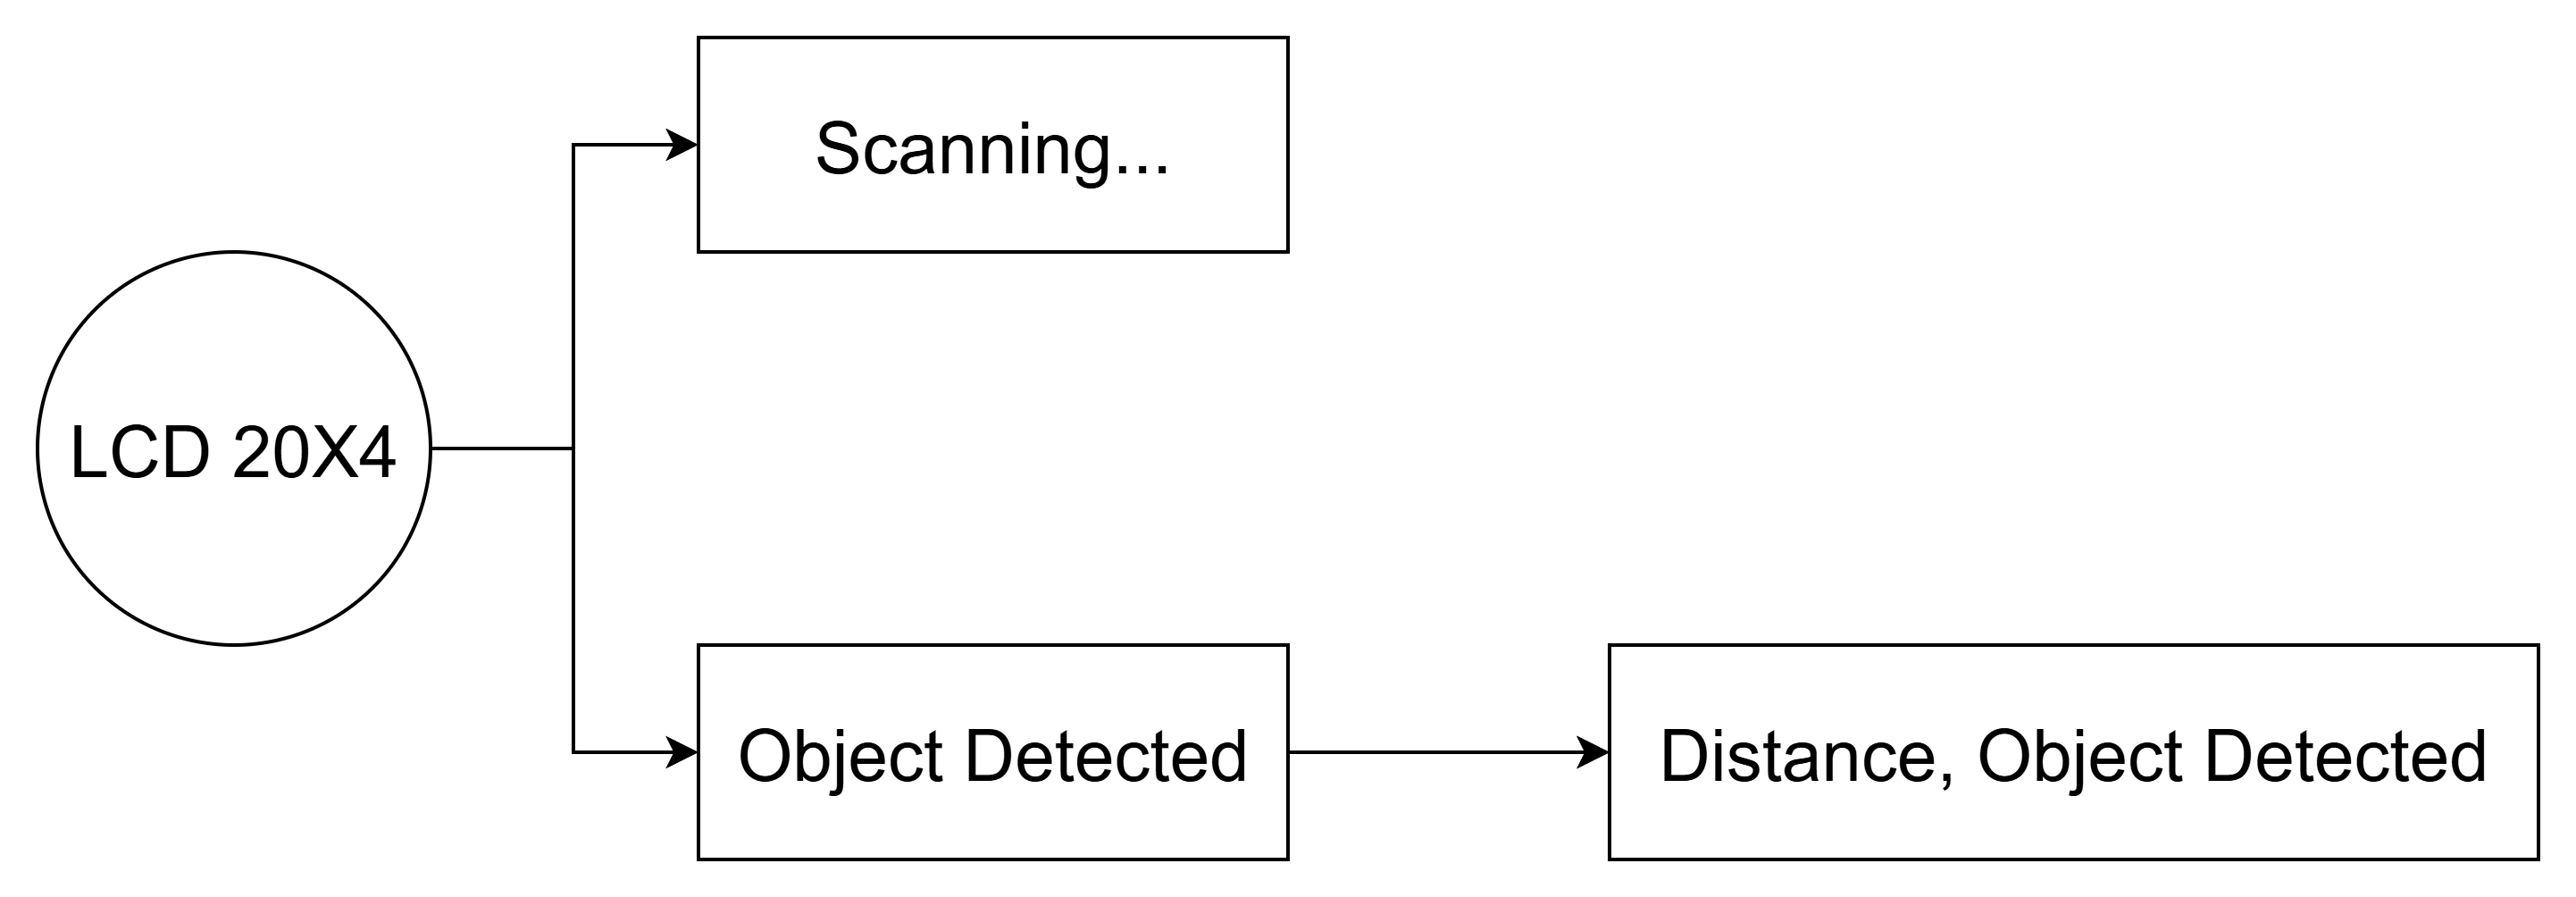 Scanning...
LCD 20X4
Object Detected
Distance, Object Detected